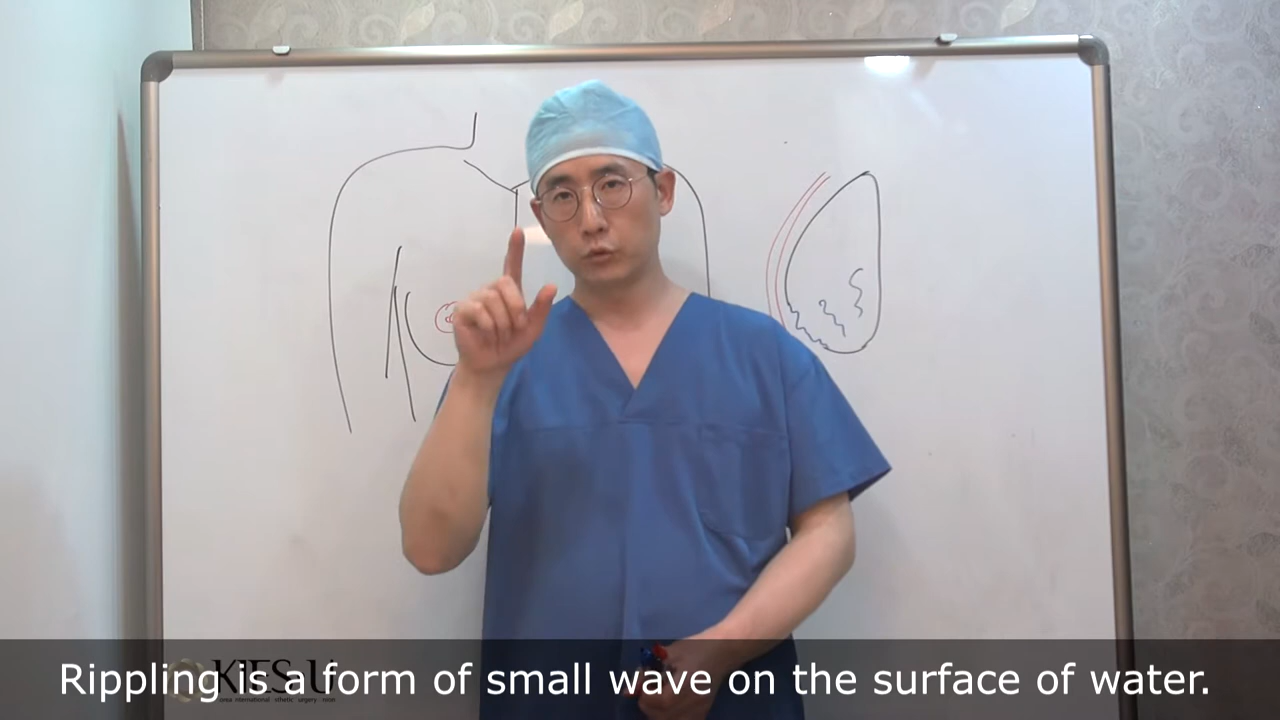 KIES U
Rippling is a form of small wave on the surface of water.